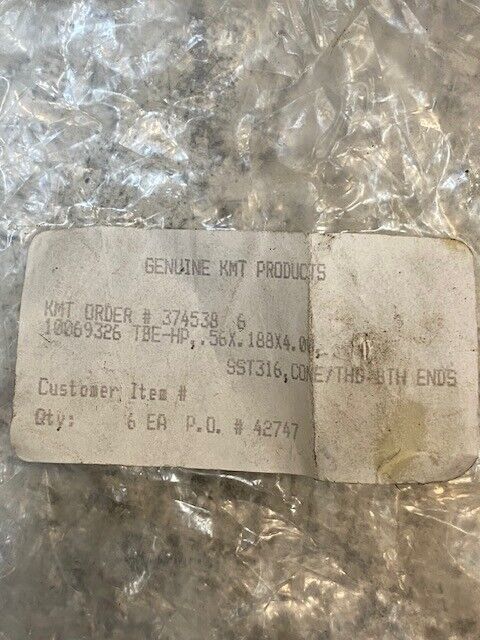 GENUINE KMT PRODUCTS
KMT ORDER # 374538 6
10069326 TBE-HP,.56X.188X4.00,
SST316,CONE/THD BTH ENDS
Customer Item #
Qty: 6 EA P.O. # 42747